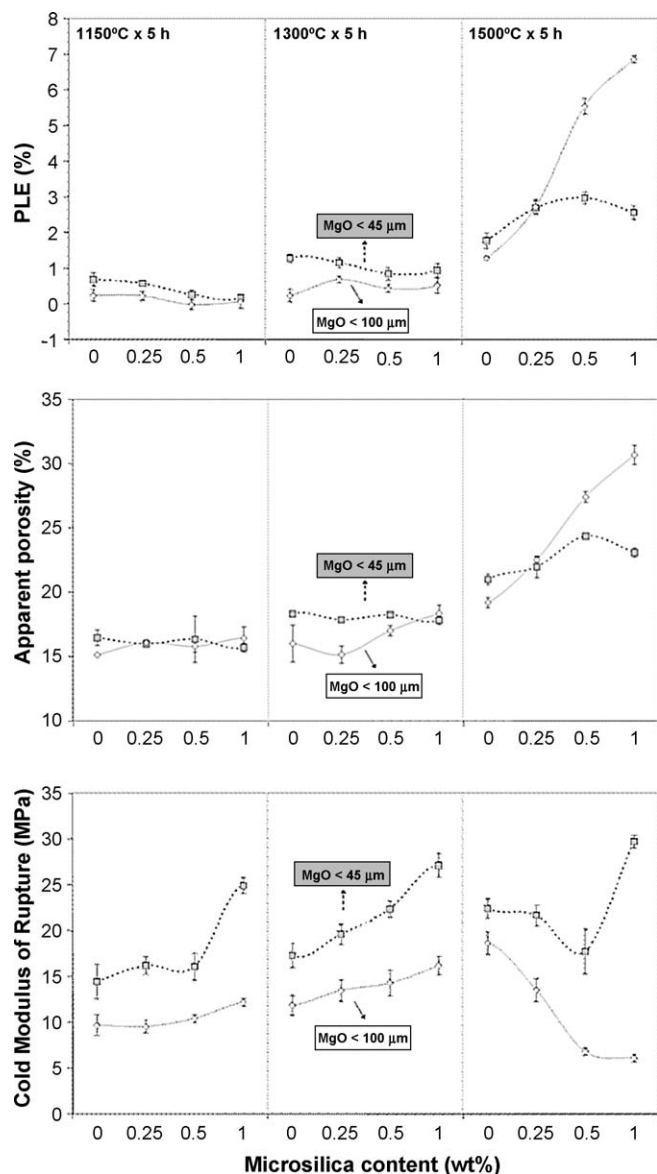 1150ºC x 5 h 1300ºC x 5 h 1500ºC x 5 h
PLE (%)
8
7
6
5
4
3
2
1
0
-1
MgO < 45 µm
MgO < 100 µm
0 0.25 0.5 1 0 0.25 0.5 1 0 0.25 0.5 1
Apparent porosity (%)
35
30
25
20
15
10
MgO < 45 µm
MgO < 100 µm
0 0.25 0.5 1 0 0.25 0.5 1 0 0.25 0.5 1
Cold Modulus of Rupture (MPa)
35
30
25
20
15
10
5
0
MgO < 45 µm
MgO < 100 µm
0 0.25 0.5 1 0 0.25 0.5 1 0 0.25 0.5 1
Microsilica content (wt%)